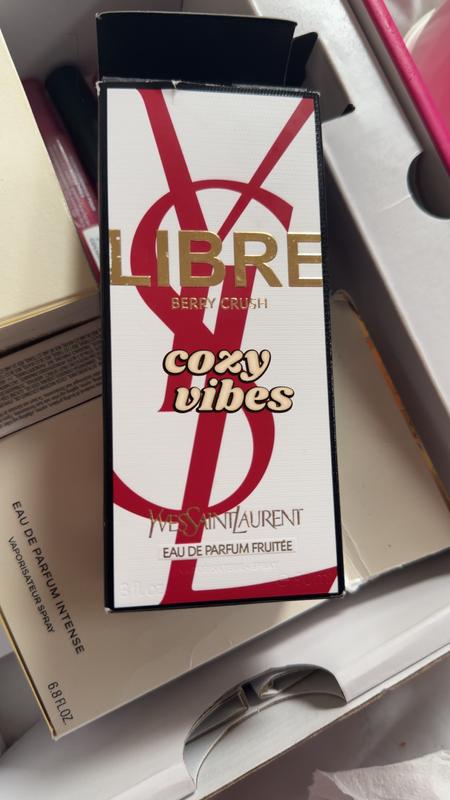 LIBRE
BERRY CRUSH
cozy
vibes
YVESSAINTLAURENT
EAU DE PARFUM FRUITÉE
EAU DE PARFUM INTENSE
VAPORISATEUR SPRAY
6.8 FL.OZ.